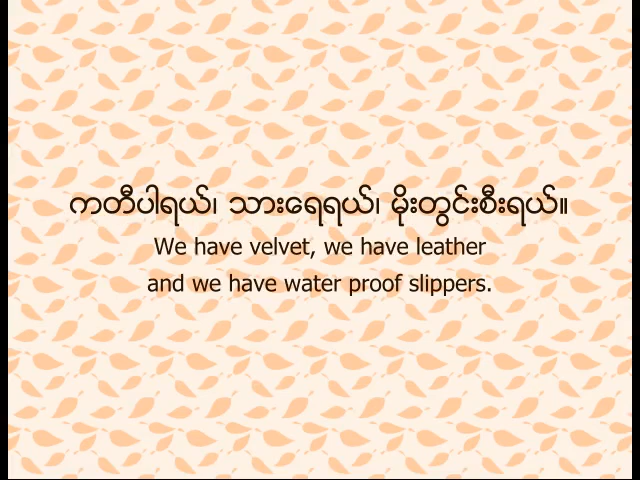 ကတီပါရယ်၊ သားရေရယ်၊ မိုးတွင်းစီးရယ်။
We have velvet, we have leather
and we have water proof slippers.